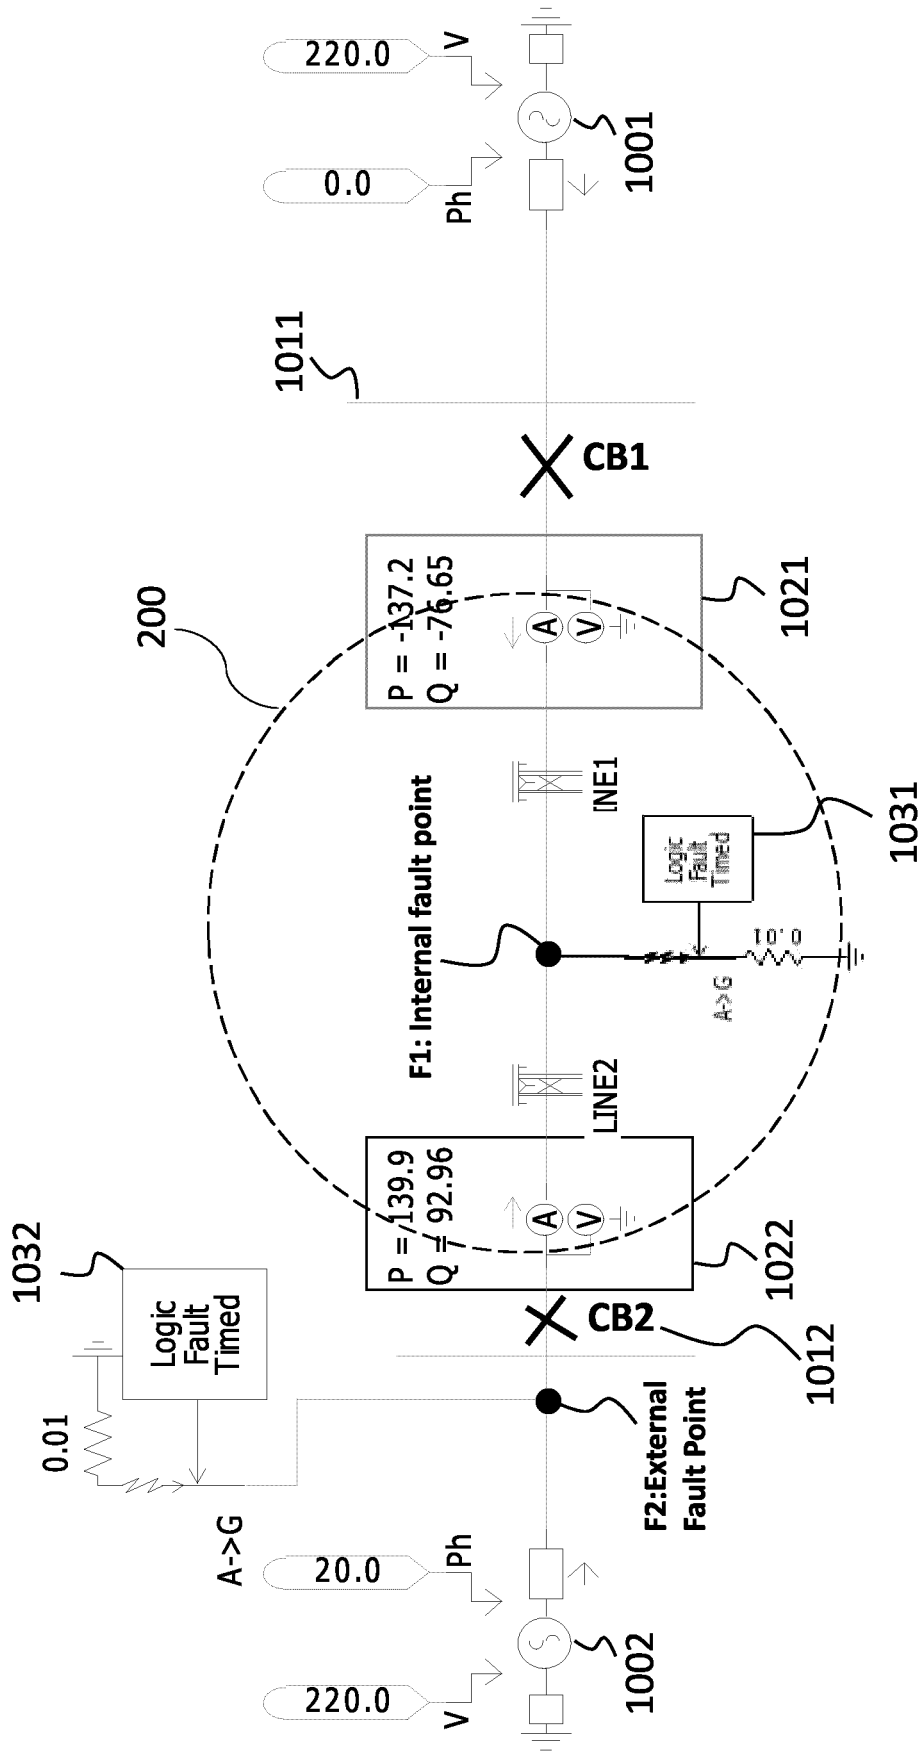 1032
Logic
Fault
Timed
0.01
A->G
220.0
V
20.0
Ph
1002
F2:External
Fault Point
1012
CB2
P = 139.9
Q = 92.96
A
V
1022
LINE2
F1: Internal fault point
A->G
0.01
Logic
Fault
Timed
1031
200
INE1
P = -137.2
Q = -76.65
A
V
1021
CB1
1011
0.0
Ph
220.0
V
1001